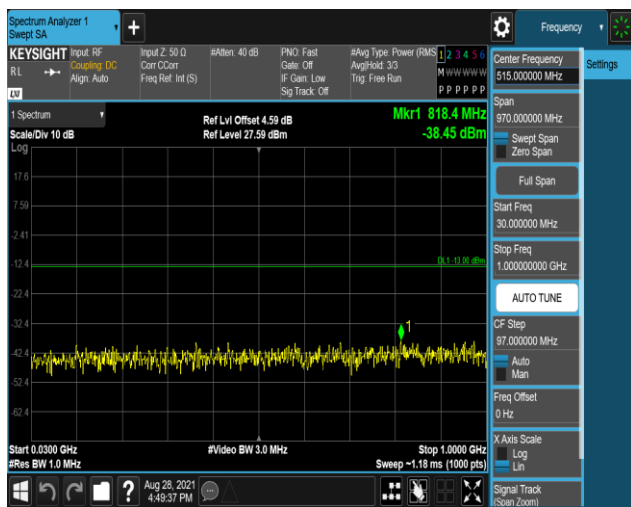 Spectrum Analyzer 1
Swept SA
+
Frequency
KEYSIGHT
Input: RF
Input Z: 50 Ω
#Atten: 40 dB
PNO: Fast
#Avg Type: Power (RMS
1 2 3 4 5 6
RL
Coupling: DC
Corr CCorr
Gate: Off
Avg|Hold: 3/3
M W W W W W
Align: Auto
Freq Ref: Int (S)
IF Gain: Low
Trig: Free Run
Sig Track: Off
P P P P P P
LXI
1 Spectrum
Ref Lvl Offset 4.59 dB
Mkr1 818.4 MHz
Scale/Div 10 dB
Ref Level 27.59 dBm
-38.45 dBm
Log
17.6
7.59
-2.41
-12.4
DL1 -13.00 dBm
-22.4
-32.4
1
-42.4
-52.4
-62.4
Start 0.0300 GHz
#Video BW 3.0 MHz
Stop 1.0000 GHz
#Res BW 1.0 MHz
Sweep ~1.18 ms (1000 pts)
?
Aug 28, 2021
4:49:37 PM
Center Frequency
515.000000 MHz
Settings
Span
970.000000 MHz
Swept Span
Zero Span
Full Span
Start Freq
30.000000 MHz
Stop Freq
1.000000000 GHz
AUTO TUNE
CF Step
97.000000 MHz
Auto
Man
Freq Offset
0 Hz
X Axis Scale
Log
Lin
Signal Track
(Span Zoom)